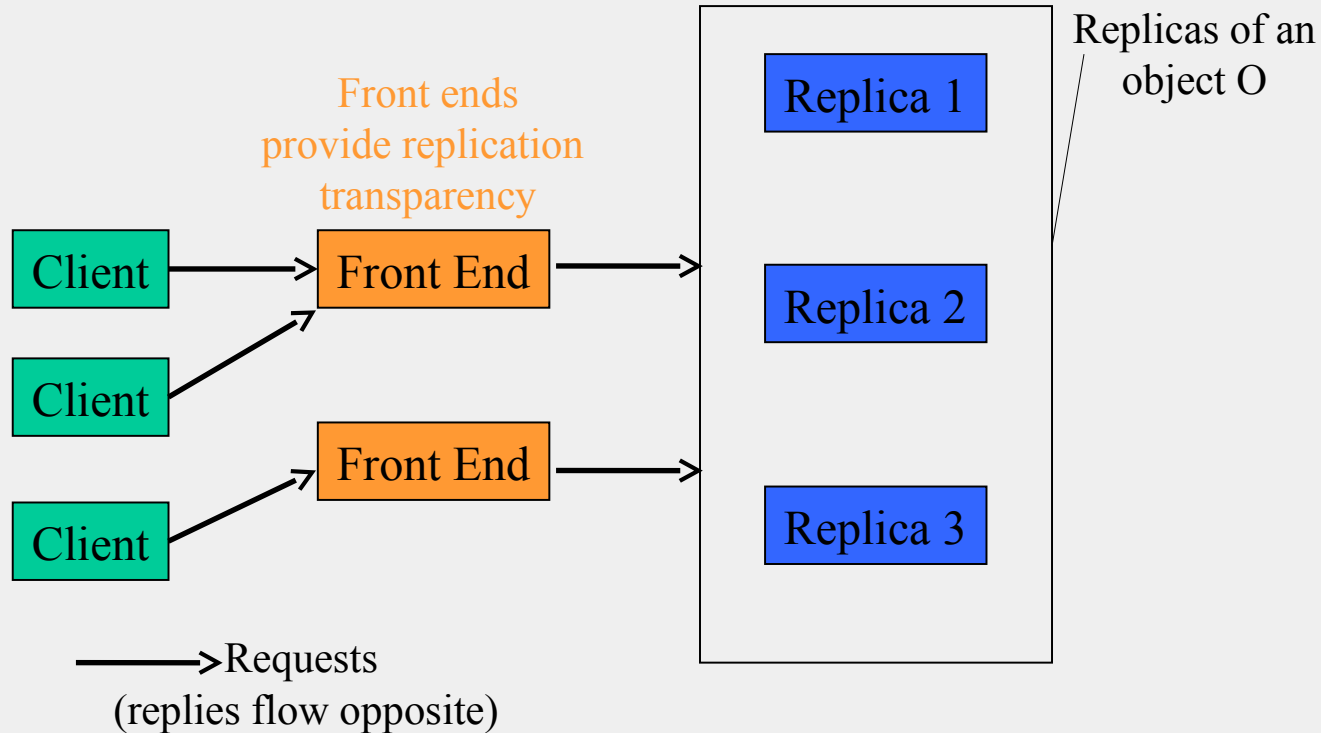 Replicas of an
object O
Replica 1
Front ends
provide replication
transparency
Client
Front End
Replica 2
Client
Front End
Client
Replica 3
Requests
(replies flow opposite)